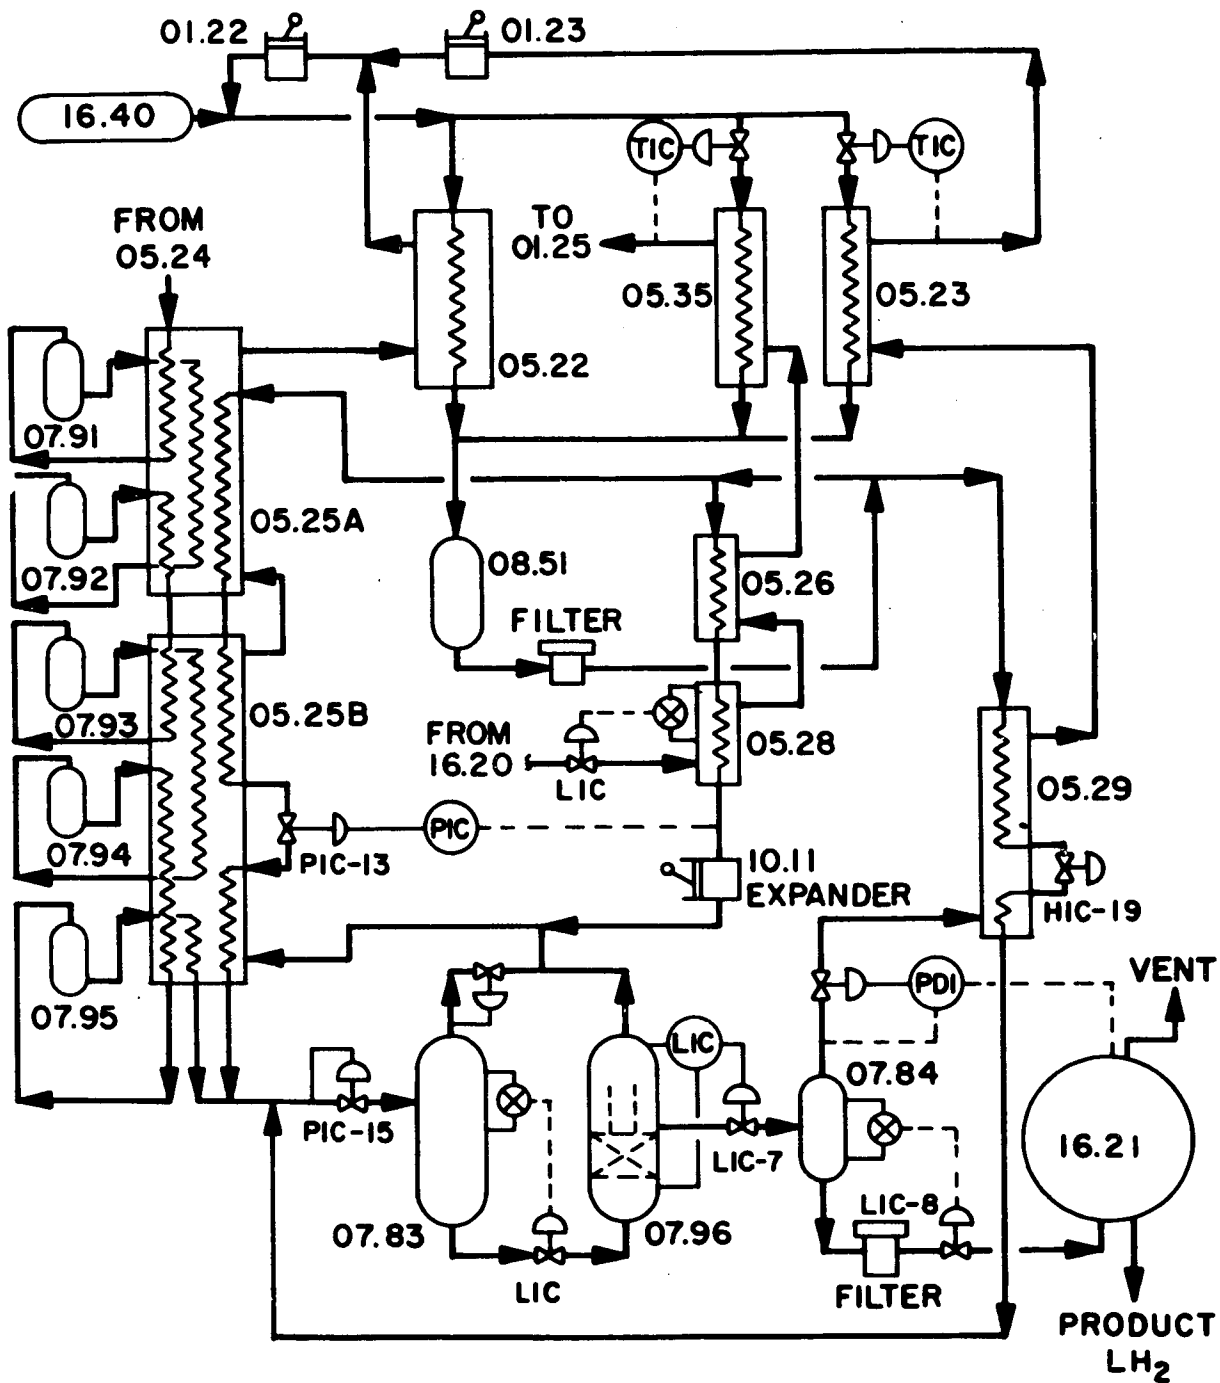 01.22
01.23
16.40
TIC
TIC
FROM
05.24
TO
01.25
05.35
05.23
05.22
07.91
05.25A
07.92
08.51
05.26
FILTER
07.93
05.25B
FROM
16.20
LIC
05.28
05.29
07.94
PIC-13
PIC
10.11
EXPANDER
HIC-19
07.95
PDI
VENT
LIC
07.84
PIC-15
LIC-7
16.21
LIC-8
07.83
07.96
LIC
FILTER
PRODUCT
LH2